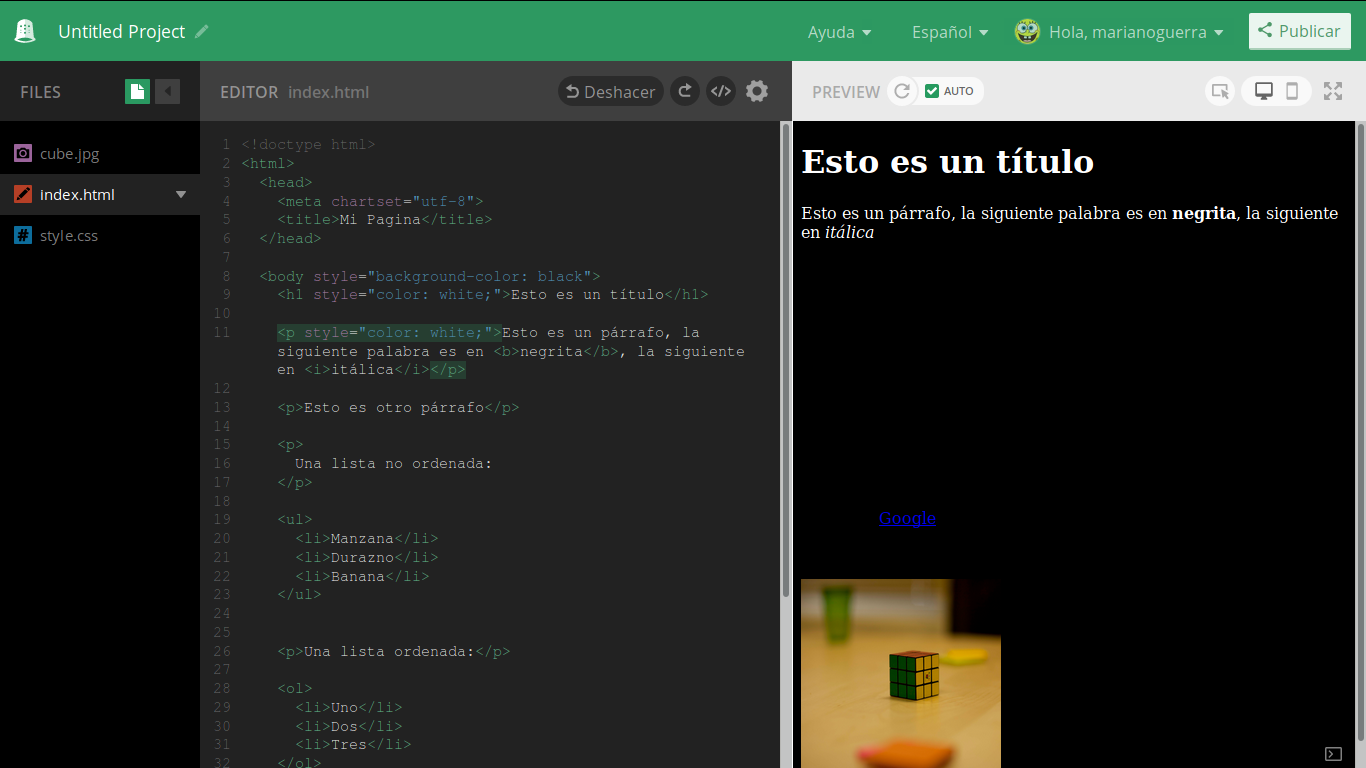 Untitled Project
Ayuda
Español
Hola, marianoguerra
Publicar
FILES
EDITOR index.html
Deshacer
PREVIEW
AUTO
cube.jpg
index.html
style.css
1 <!doctype html>
2 <html>
3 <head>
4 <meta chartset="utf-8">
5 <title>Mi Pagina</title>
6 </head>
7
8 <body style="background-color: black">
9 <h1 style="color: white;">Esto es un título</h1>
10
11 <p style="color: white;">Esto es un párrafo, la
siguiente palabra es en <b>negrita</b>, la siguiente
en <i>itálica</i></p>
12
13 <p>Esto es otro párrafo</p>
14
15 <p>
16 Una lista no ordenada:
17 </p>
18
19 <ul>
20 <li>Manzana</li>
21 <li>Durazno</li>
22 <li>Banana</li>
23 </ul>
24
25
26 <p>Una lista ordenada:</p>
27
28 <ol>
29 <li>Uno</li>
30 <li>Dos</li>
31 <li>Tres</li>
32 </ol>
Esto es un título
Esto es un párrafo, la siguiente palabra es en negrita, la siguiente
en itálica
Google